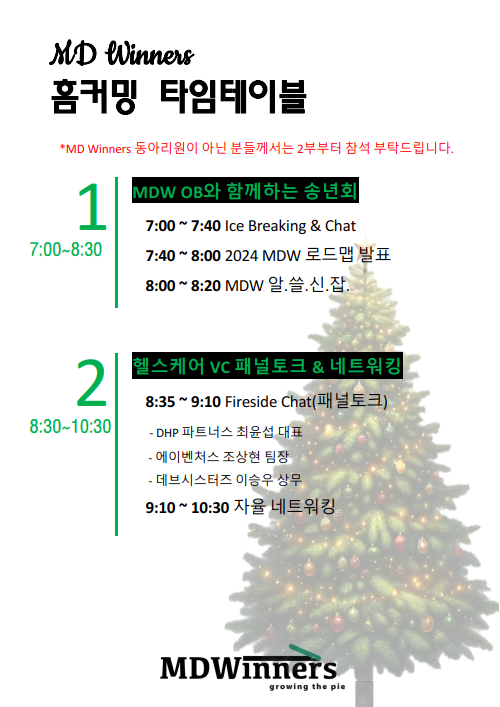 MD Winners
홈커밍 타임테이블
*MD Winners 동아리원이 아닌 분들께서는 2부부터 참석 부탁드립니다.
1
7:00~8:30
MDW OB와 함께하는 송년회
7:00 ~ 7:40 Ice Breaking & Chat
7:40 ~ 8:00 2024 MDW 로드맵 발표
8:00 ~ 8:20 MDW 알.쓸.신.잡.
2
8:30~10:30
헬스케어 VC 패널토크 & 네트워킹
8:35 ~ 9:10 Fireside Chat(패널토크)
- DHP 파트너스 최윤섭 대표
- 에이벤처스 조상현 팀장
- 데브시스터즈 이승우 상무
9:10 ~ 10:30 자율 네트워킹
MDWinners
growing the pie